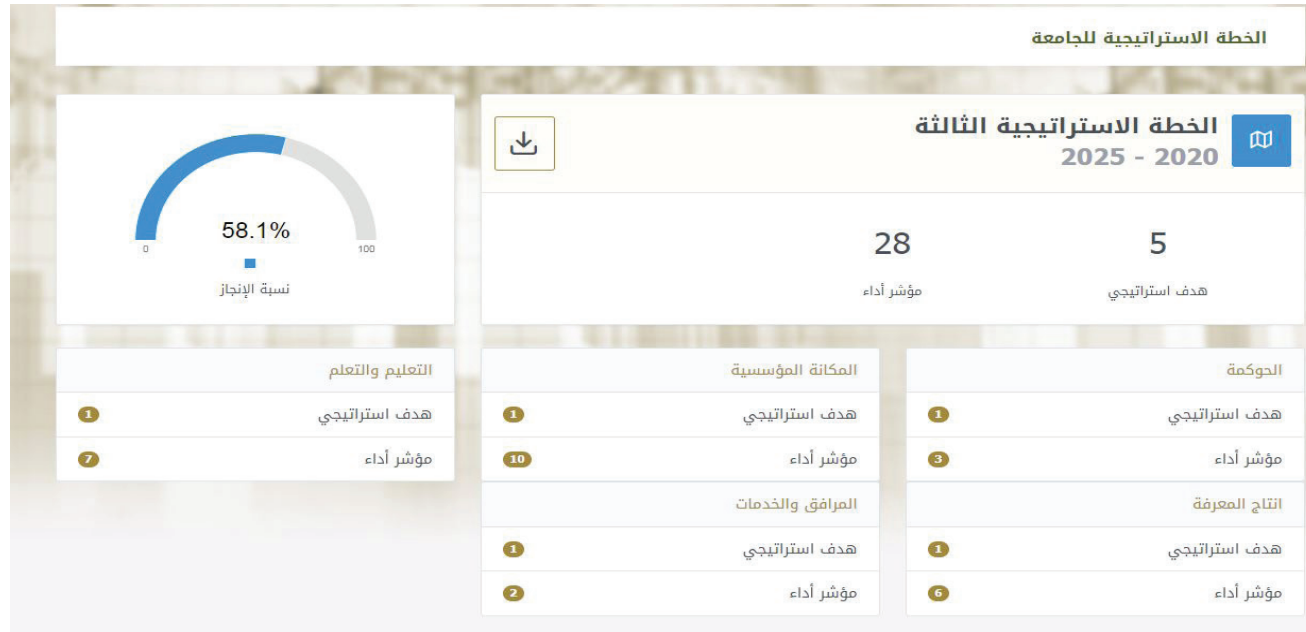 الخطة الاستراتيجية للجامعة
الخطة الاستراتيجية الثالثة
2020 - 2025
5
هدف استراتيجي
28
مؤشر أداء
58.1%
0
100
نسبة الإنجاز
الحوكمة
هدف استراتيجي 1
مؤشر أداء 3
المكانة المؤسسية
هدف استراتيجي 1
مؤشر أداء 10
التعليم والتعلم
هدف استراتيجي 1
مؤشر أداء 7
انتاج المعرفة
هدف استراتيجي 1
مؤشر أداء 6
المرافق والخدمات
هدف استراتيجي 1
مؤشر أداء 2